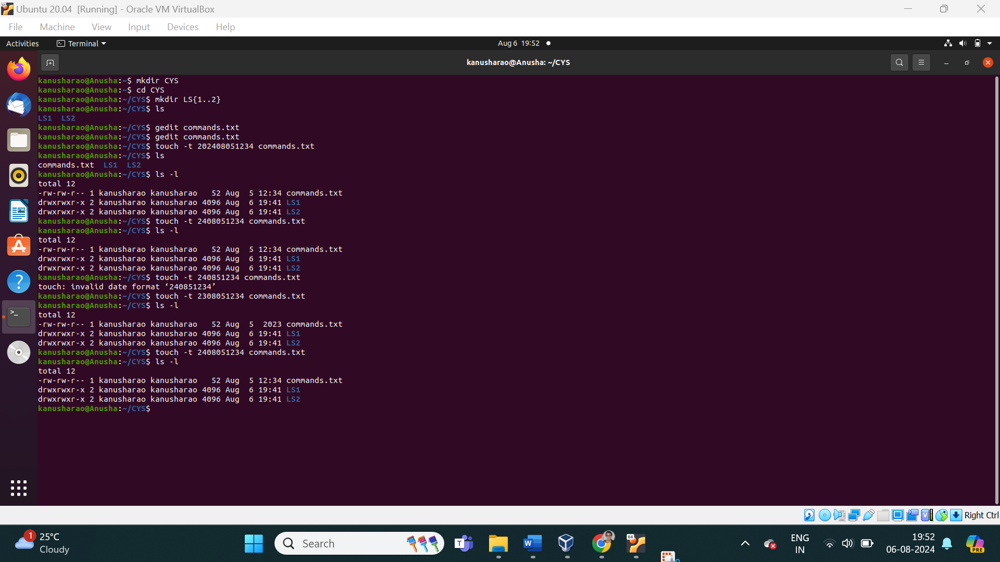 Ubuntu 20.04 [Running] - Oracle VM VirtualBox
File Machine View Input Devices Help
Activities Terminal Aug 6 19:52
kanusharao@Anusha: ~/CYS
kanusharao@Anusha:~$ mkdir CYS
kanusharao@Anusha:~$ cd CYS
kanusharao@Anusha:~/CYS$ mkdir LS{1..2}
kanusharao@Anusha:~/CYS$ ls
LS1  LS2
kanusharao@Anusha:~/CYS$ gedit commands.txt
kanusharao@Anusha:~/CYS$ gedit commands.txt
kanusharao@Anusha:~/CYS$ touch -t 202408051234 commands.txt
kanusharao@Anusha:~/CYS$ ls
commands.txt  LS1  LS2
kanusharao@Anusha:~/CYS$ ls -l
total 12
-rw-rw-r-- 1 kanusharao kanusharao   52 Aug  5 12:34 commands.txt
drwxrwxr-x 2 kanusharao kanusharao 4096 Aug  6 19:41 LS1
drwxrwxr-x 2 kanusharao kanusharao 4096 Aug  6 19:41 LS2
kanusharao@Anusha:~/CYS$ touch -t 2408051234 commands.txt
kanusharao@Anusha:~/CYS$ ls -l
total 12
-rw-rw-r-- 1 kanusharao kanusharao   52 Aug  5 12:34 commands.txt
drwxrwxr-x 2 kanusharao kanusharao 4096 Aug  6 19:41 LS1
drwxrwxr-x 2 kanusharao kanusharao 4096 Aug  6 19:41 LS2
kanusharao@Anusha:~/CYS$ touch -t 240851234 commands.txt
touch: invalid date format ‘240851234’
kanusharao@Anusha:~/CYS$ touch -t 2308051234 commands.txt
kanusharao@Anusha:~/CYS$ ls -l
total 12
-rw-rw-r-- 1 kanusharao kanusharao   52 Aug  5  2023 commands.txt
drwxrwxr-x 2 kanusharao kanusharao 4096 Aug  6 19:41 LS1
drwxrwxr-x 2 kanusharao kanusharao 4096 Aug  6 19:41 LS2
kanusharao@Anusha:~/CYS$ touch -t 2408051234 commands.txt
kanusharao@Anusha:~/CYS$ ls -l
total 12
-rw-rw-r-- 1 kanusharao kanusharao   52 Aug  5 12:34 commands.txt
drwxrwxr-x 2 kanusharao kanusharao 4096 Aug  6 19:41 LS1
drwxrwxr-x 2 kanusharao kanusharao 4096 Aug  6 19:41 LS2
kanusharao@Anusha:~/CYS$
Right Ctrl
1 25°C
Cloudy
Search
64
ENG
IN
19:52
06-08-2024
PRE